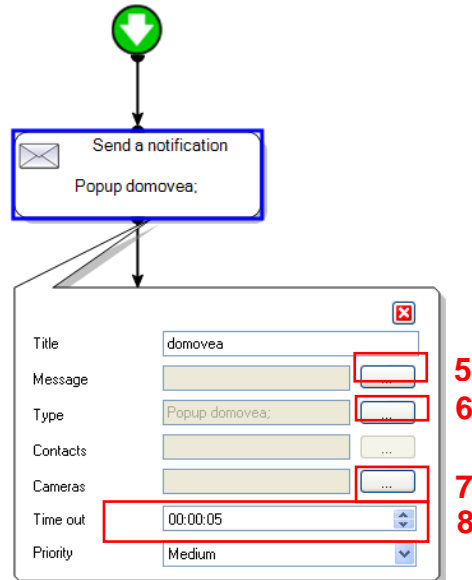 Send a notification
Popup domovea;
Title domovea
Message ... 5
Type Popup domovea; ... 6
Contacts ...
Cameras ... 7
Time out 00:00:05 8
Priority Medium